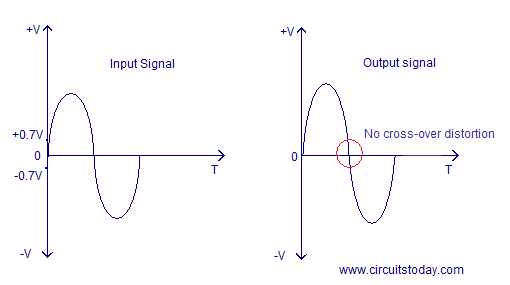 +V
Input Signal
+0.7V
0
-0.7V
T
-V
+V
Output signal
No cross-over distortion
0
T
-V
www.circuitstoday.com